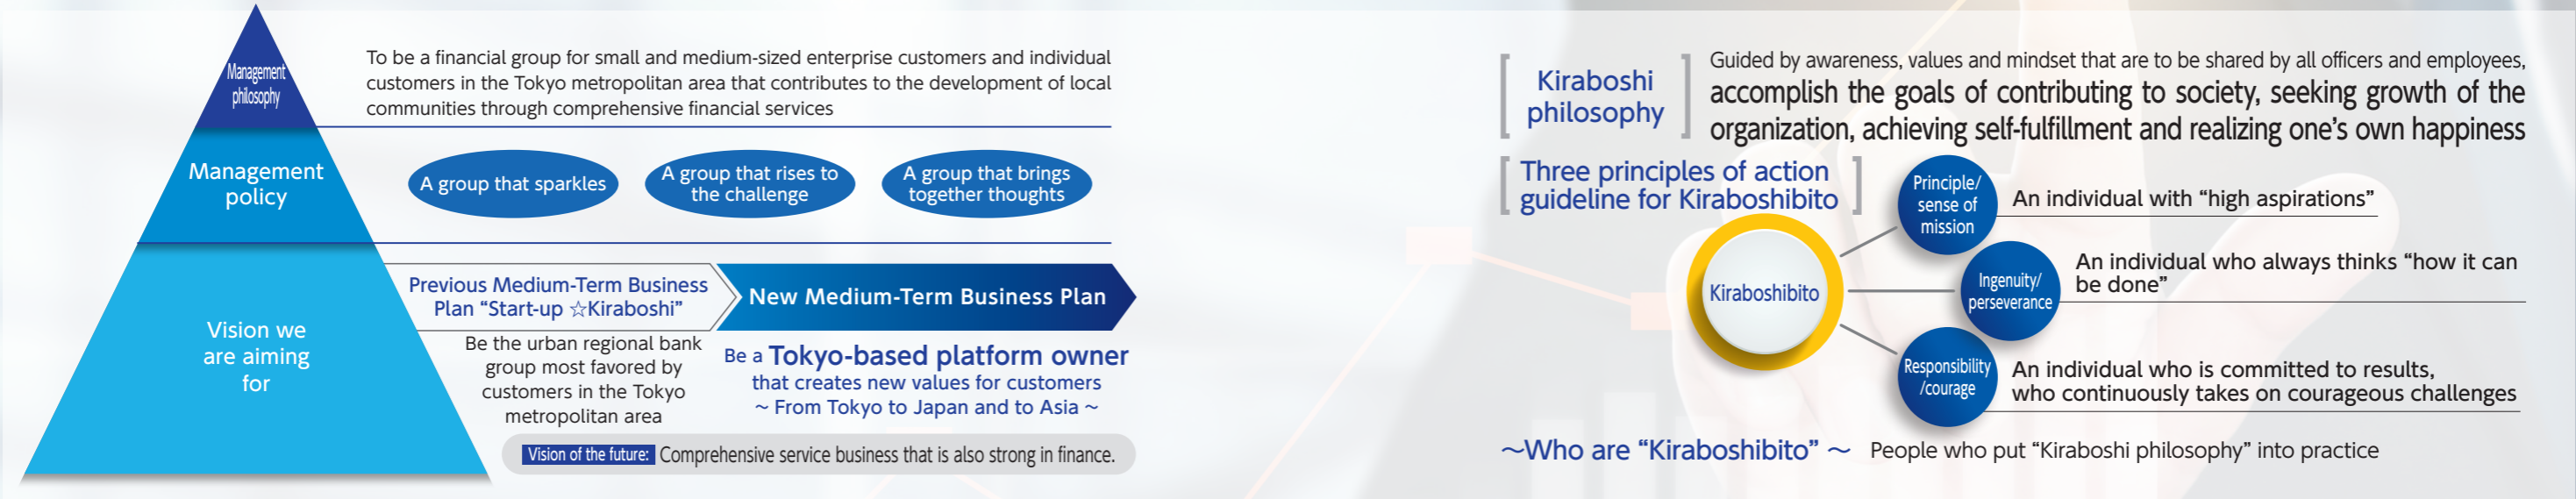 Management
philosophy
To be a financial group for small and medium-sized enterprise customers and individual
customers in the Tokyo metropolitan area that contributes to the development of local
communities through comprehensive financial services
Management
policy
A group that sparkles
A group that rises to
the challenge
A group that brings
together thoughts
Vision we
are aiming
for
Previous Medium-Term Business
Plan “Start-up ☆Kiraboshi”
New Medium-Term Business Plan
Be the urban regional bank
group most favored by
customers in the Tokyo
metropolitan area
Be a Tokyo-based platform owner
that creates new values for customers
～ From Tokyo to Japan and to Asia ～
Vision of the future: Comprehensive service business that is also strong in finance.
Kiraboshi
philosophy
Guided by awareness, values and mindset that are to be shared by all officers and employees,
accomplish the goals of contributing to society, seeking growth of the
organization, achieving self-fulfillment and realizing one’s own happiness
Three principles of action
guideline for Kiraboshibito
Kiraboshibito
Principle/
sense of
mission
An individual with “high aspirations”
Ingenuity/
perseverance
An individual who always thinks “how it can
be done”
Responsibility
/courage
An individual who is committed to results,
who continuously takes on courageous challenges
～Who are “Kiraboshibito” ～ People who put “Kiraboshi philosophy” into practice